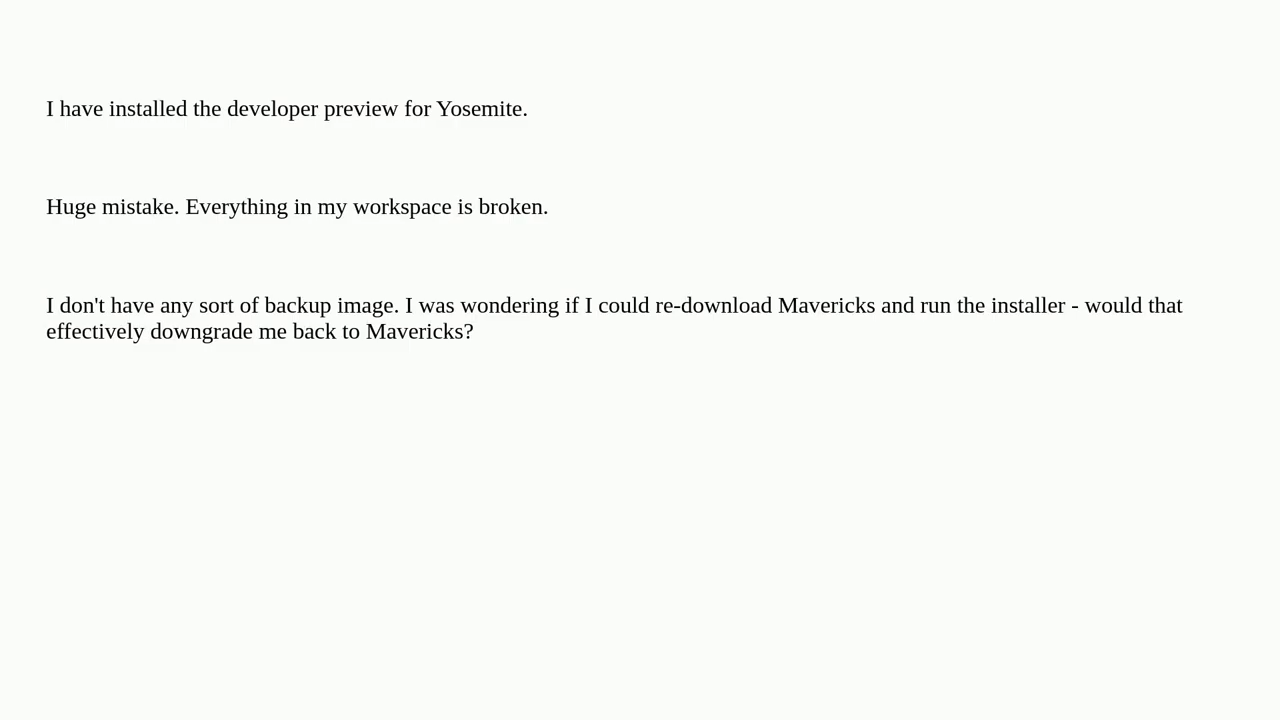 I have installed the developer preview for Yosemite.
Huge mistake. Everything in my workspace is broken.
I don't have any sort of backup image. I was wondering if I could re-download Mavericks and run the installer - would that
effectively downgrade me back to Mavericks?